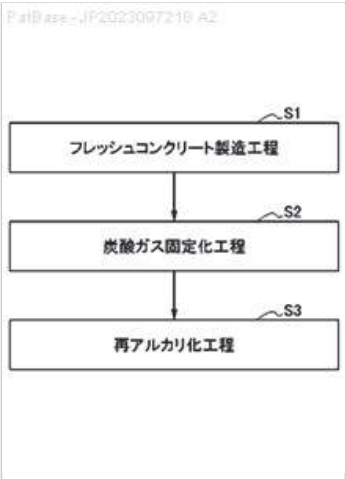 PatBase - JP2023097218 A2
S1
フレッシュコンクリート製造工程
S2
炭酸ガス固定化工程
S3
再アルカリ化工程